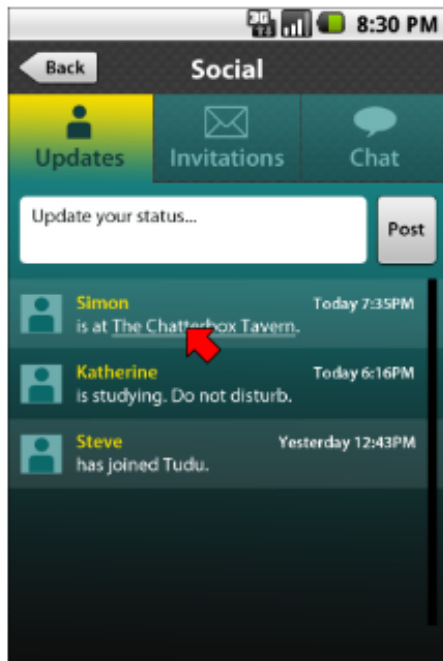 8:30 PM
Back
Social
Updates
Invitations
Chat
Update your status...
Post
Simon
Today 7:35PM
is at The Chatterbox Tavern.
Katherine
Today 6:16PM
is studying. Do not disturb.
Steve
Yesterday 12:43PM
has joined Tudu.